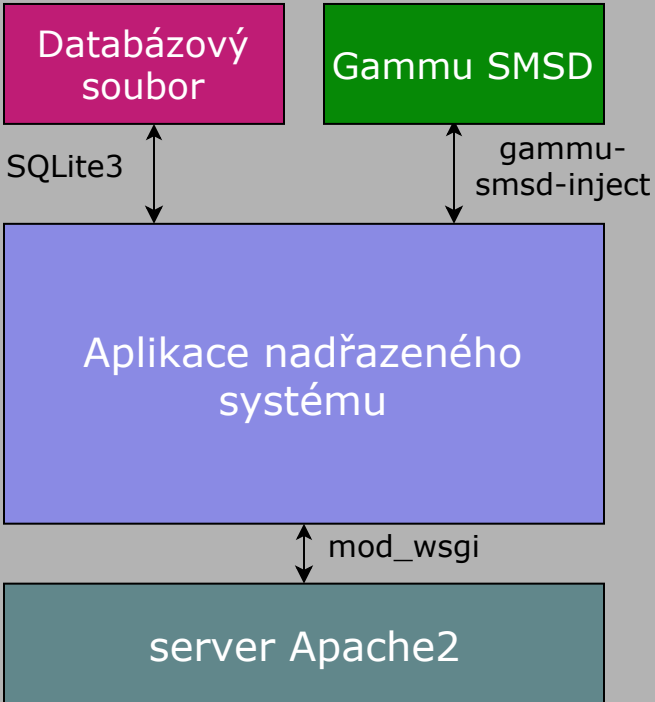 Databázový
soubor
Gammu SMSD
SQLite3
gammu-
smsd-inject
Aplikace nadřazeného
systému
mod_wsgi
server Apache2